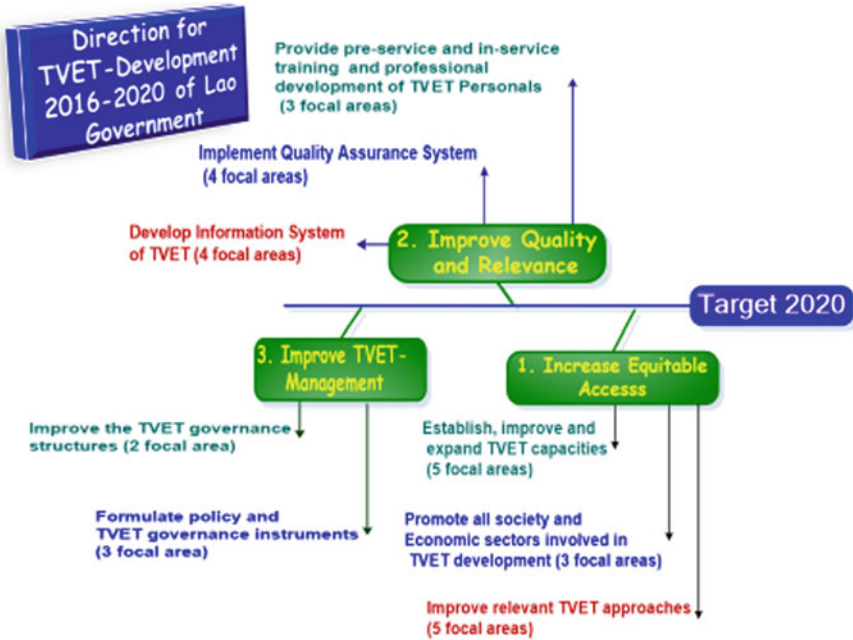 Direction for
TVET-Development
2016-2020 of Lao
Government
Provide pre-service and in-service
training and professional
development of TVET Personals
(3 focal areas)
Implement Quality Assurance System
(4 focal areas)
Develop Information System
of TVET (4 focal areas)
2. Improve Quality
and Relevance
Target 2020
3. Improve TVET-
Management
1. Increase Equitable
Accesss
Improve the TVET governance
structures (2 focal area)
Establish, improve and
expand TVET capacities
(5 focal areas)
Formulate policy and
TVET governance instruments
(3 focal area)
Promote all society and
Economic sectors involved in
TVET development (3 focal areas)
Improve relevant TVET approaches
(5 focal areas)